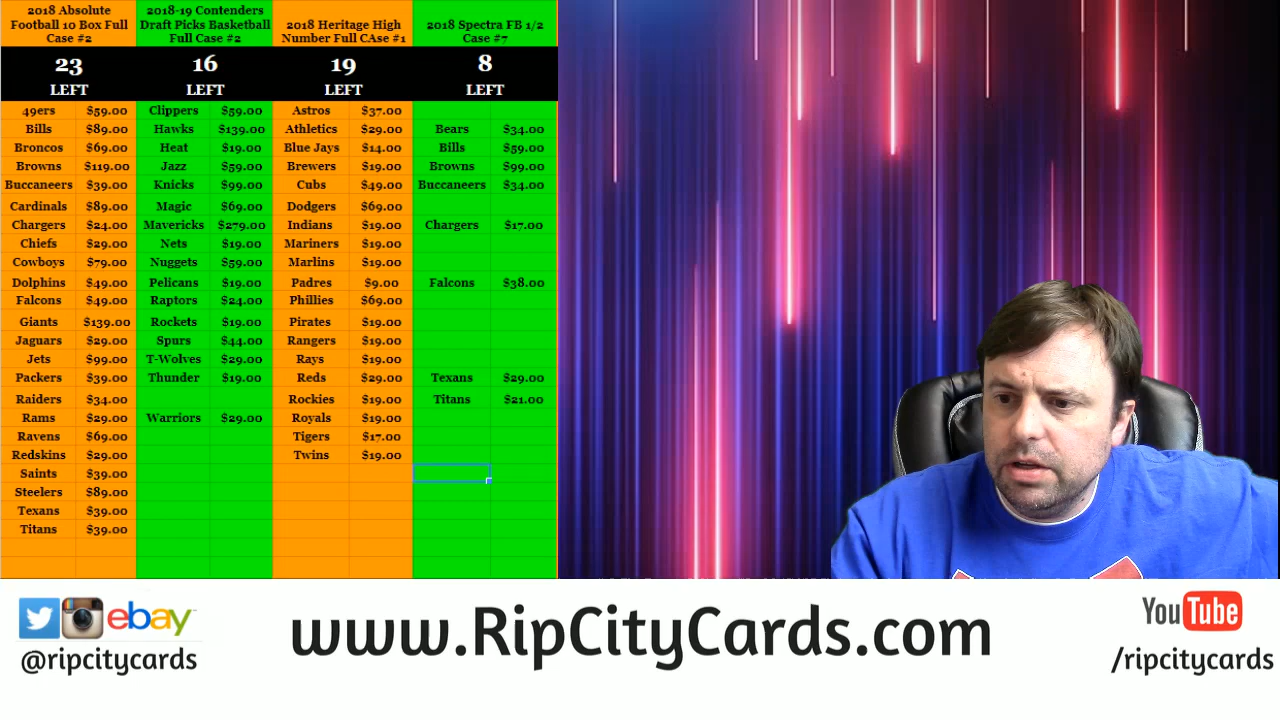 2018 Absolute
Football 10 Box Full
Case #2
23
LEFT
49ers $59.00
Bills $89.00
Broncos $69.00
Browns $119.00
Buccaneers $39.00
Cardinals $89.00
Chargers $24.00
Chiefs $29.00
Cowboys $79.00
Dolphins $49.00
Falcons $49.00
Giants $139.00
Jaguars $29.00
Jets $99.00
Packers $39.00
Raiders $34.00
Rams $29.00
Ravens $69.00
Redskins $29.00
Saints $39.00
Steelers $89.00
Texans $39.00
Titans $39.00
2018-19 Contenders
Draft Picks Basketball
Full Case #2
16
LEFT
Clippers $59.00
Hawks $139.00
Heat $19.00
Jazz $59.00
Knicks $99.00
Magic $69.00
Mavericks $279.00
Nets $19.00
Nuggets $59.00
Pelicans $19.00
Raptors $24.00
Rockets $19.00
Spurs $44.00
T-Wolves $29.00
Thunder $19.00
Warriors $29.00
2018 Heritage High
Number Full CAse #1
19
LEFT
Astros $37.00
Athletics $29.00
Blue Jays $14.00
Brewers $19.00
Cubs $49.00
Dodgers $69.00
Indians $19.00
Mariners $19.00
Marlins $19.00
Padres $9.00
Phillies $69.00
Pirates $19.00
Rangers $19.00
Rays $19.00
Reds $29.00
Rockies $19.00
Royals $19.00
Tigers $17.00
Twins $19.00
2018 Spectra FB 1/2
Case #7
8
LEFT
Bears $34.00
Bills $59.00
Browns $99.00
Buccaneers $34.00
Chargers $17.00
Falcons $38.00
Texans $29.00
Titans $21.00
ebay
@ripcitycards
www.RipCityCards.com
YouTube
/ripcitycards